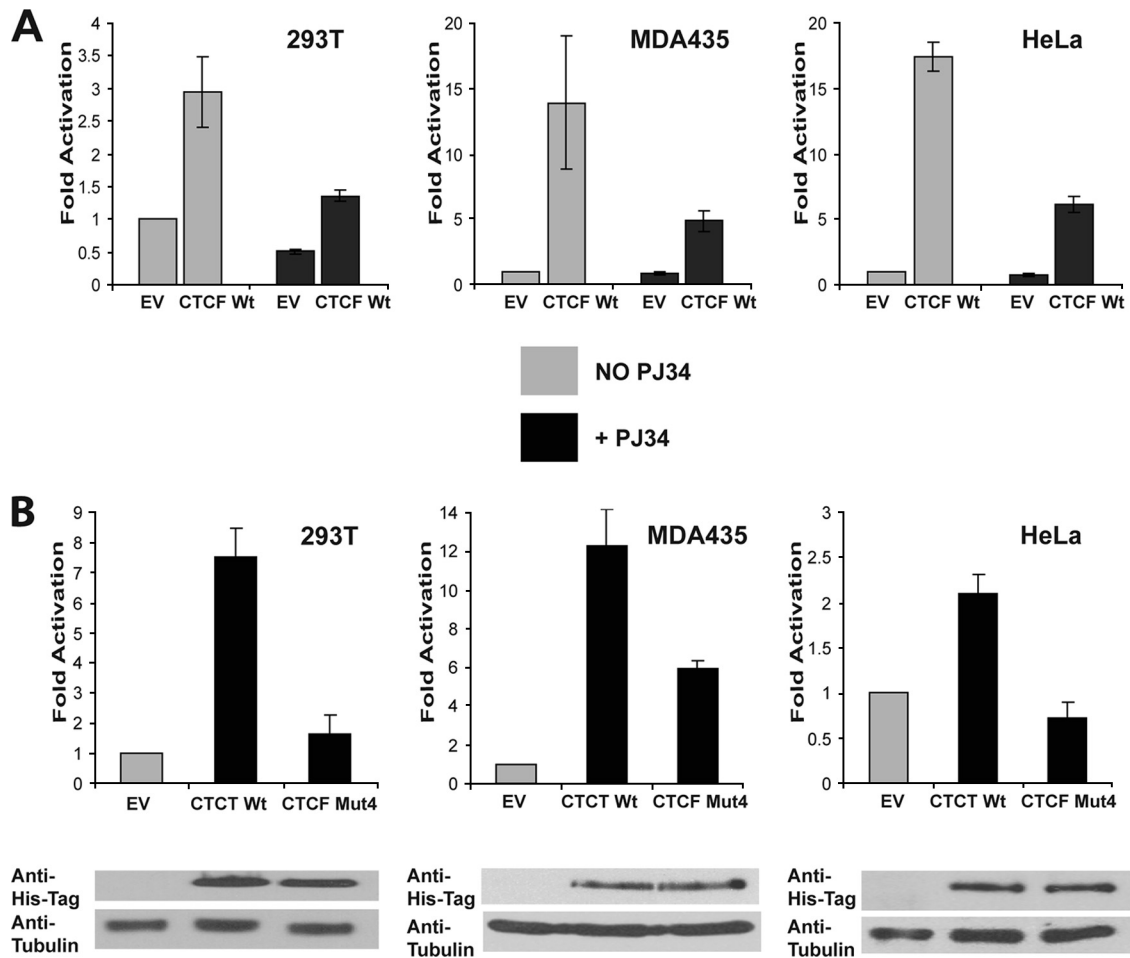 A
293T
MDA435
HeLa
Fold Activation
4
3.5
3
2.5
2
1.5
1
0.5
0
EV CTCF Wt EV CTCF Wt
Fold Activation
20
15
10
5
0
EV CTCF Wt EV CTCF Wt
Fold Activation
20
15
10
5
0
EV CTCF Wt EV CTCF Wt
NO PJ34
+ PJ34
B
293T
MDA435
HeLa
Fold Activation
9
8
7
6
5
4
3
2
1
0
EV CTCT Wt CTCF Mut4
Fold Activation
14
12
10
8
6
4
2
0
EV CTCT Wt CTCF Mut4
Fold Activation
3
2.5
2
1.5
1
0.5
0
EV CTCT Wt CTCF Mut4
Anti-
His-Tag
Anti-
Tubulin
Anti-
His-Tag
Anti-
Tubulin
Anti-
His-Tag
Anti-
Tubulin